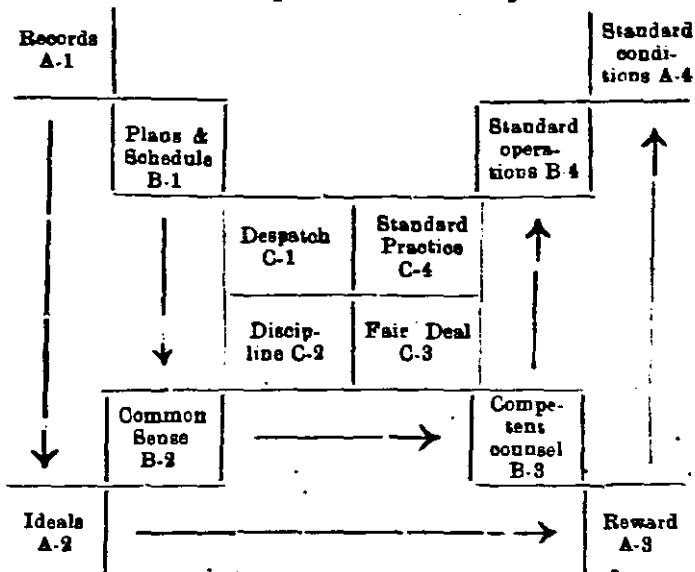 Records
A-1
Standard
condi-
tions A-4
Plans &
Schedule
B-1
Standard
opera-
tions B-4
Despatch
C-1
Standard
Practice
C-4
Discip-
line C-2
Fair Deal
C-3
Common
Sense
B-2
Compe-
tent
counsel
B-3
Ideals
A-2
Reward
A-3